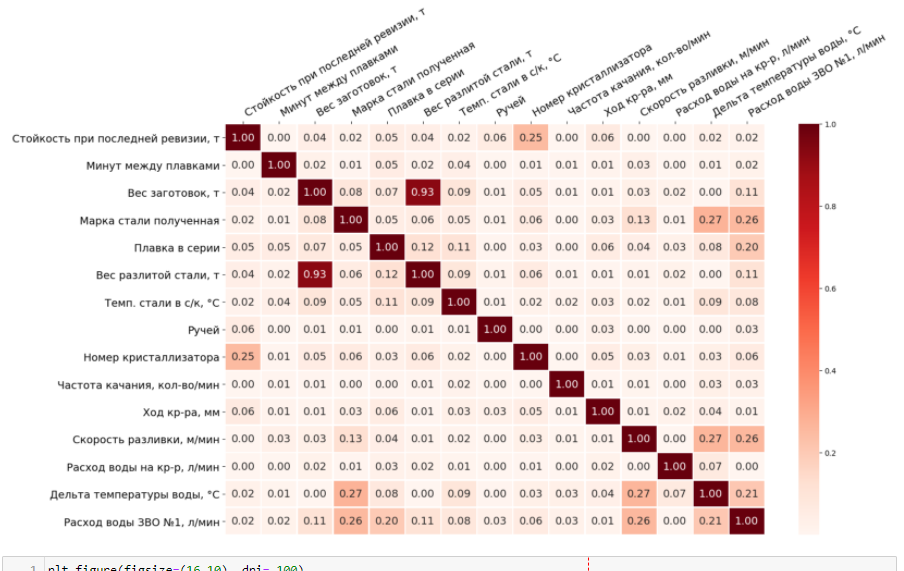 Стойкость при последней ревизии, т
Минут между плавками
Вес заготовок, т
Марка стали полученная
Плавка в серии
Вес разлитой стали, т
Темп. стали в с/к, °C
Ручей
Номер кристаллизатора
Частота качания, кол-во/мин
Ход кр-ра, мм
Скорость разливки, м/мин
Расход воды на кр-р, л/мин
Дельта температуры воды, °C
Расход воды ЗВО №1, л/мин
Стойкость при последней ревизии, т 1.00 0.00 0.04 0.02 0.05 0.04 0.02 0.06 0.25 0.00 0.06 0.00 0.00 0.02 0.02
Минут между плавками 0.00 1.00 0.02 0.01 0.05 0.02 0.04 0.00 0.01 0.01 0.01 0.03 0.00 0.01 0.02
Вес заготовок, т 0.04 0.02 1.00 0.08 0.07 0.93 0.09 0.01 0.05 0.01 0.01 0.03 0.02 0.00 0.11
Марка стали полученная 0.02 0.01 0.08 1.00 0.05 0.06 0.05 0.01 0.06 0.00 0.03 0.13 0.01 0.27 0.26
Плавка в серии 0.05 0.05 0.07 0.05 1.00 0.12 0.11 0.00 0.03 0.00 0.06 0.04 0.03 0.08 0.20
Вес разлитой стали, т 0.04 0.02 0.93 0.06 0.12 1.00 0.09 0.01 0.06 0.01 0.01 0.01 0.02 0.00 0.11
Темп. стали в с/к, °C 0.02 0.04 0.09 0.05 0.11 0.09 1.00 0.01 0.02 0.02 0.03 0.02 0.01 0.09 0.08
Ручей 0.06 0.00 0.01 0.01 0.00 0.01 0.01 1.00 0.00 0.00 0.03 0.00 0.00 0.00 0.03
Номер кристаллизатора 0.25 0.01 0.05 0.06 0.03 0.06 0.02 0.00 1.00 0.00 0.05 0.03 0.01 0.03 0.06
Частота качания, кол-во/мин 0.00 0.01 0.01 0.00 0.00 0.01 0.02 0.00 0.00 1.00 0.01 0.01 0.00 0.03 0.03
Ход кр-ра, мм 0.06 0.01 0.01 0.03 0.06 0.01 0.03 0.03 0.05 0.01 1.00 0.01 0.02 0.04 0.01
Скорость разливки, м/мин 0.00 0.03 0.03 0.13 0.04 0.01 0.02 0.00 0.03 0.01 0.01 1.00 0.00 0.27 0.26
Расход воды на кр-р, л/мин 0.00 0.00 0.02 0.01 0.03 0.02 0.01 0.00 0.01 0.00 0.02 0.00 1.00 0.07 0.00
Дельта температуры воды, °C 0.02 0.01 0.00 0.27 0.08 0.00 0.09 0.00 0.03 0.03 0.04 0.27 0.07 1.00 0.21
Расход воды ЗВО №1, л/мин 0.02 0.02 0.11 0.26 0.20 0.11 0.08 0.03 0.06 0.03 0.01 0.26 0.00 0.21 1.00
1.0
0.8
0.6
0.4
0.2
1 plt.figure(figsize=(16,10), dpi= 100)